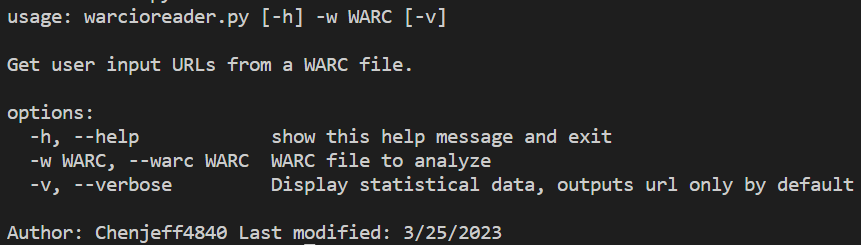 usage: warcioreader.py [-h] -w WARC [-v]
Get user input URLs from a WARC file.
options:
-h, --help show this help message and exit
-w WARC, --warc WARC WARC file to analyze
-v, --verbose Display statistical data, outputs url only by default
Author: Chenjeff4840 Last modified: 3/25/2023